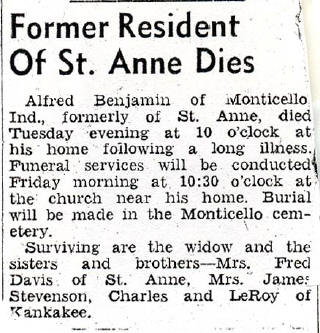 Former Resident
Of St. Anne Dies
Alfred Benjamin of Monticello
Ind., formerly of St. Anne, died
Tuesday evening at 10 o'clock at
his home following a long illness.
Funeral services will be conducted
Friday morning at 10:30 o'clock at
the church near his home. Burial
will be made in the Monticello cem-
etery.
Surviving are the widow and the
sisters and brothers—Mrs. Fred
Davis of St. Anne, Mrs. James
Stevenson, Charles and LeRoy of
Kankakee.